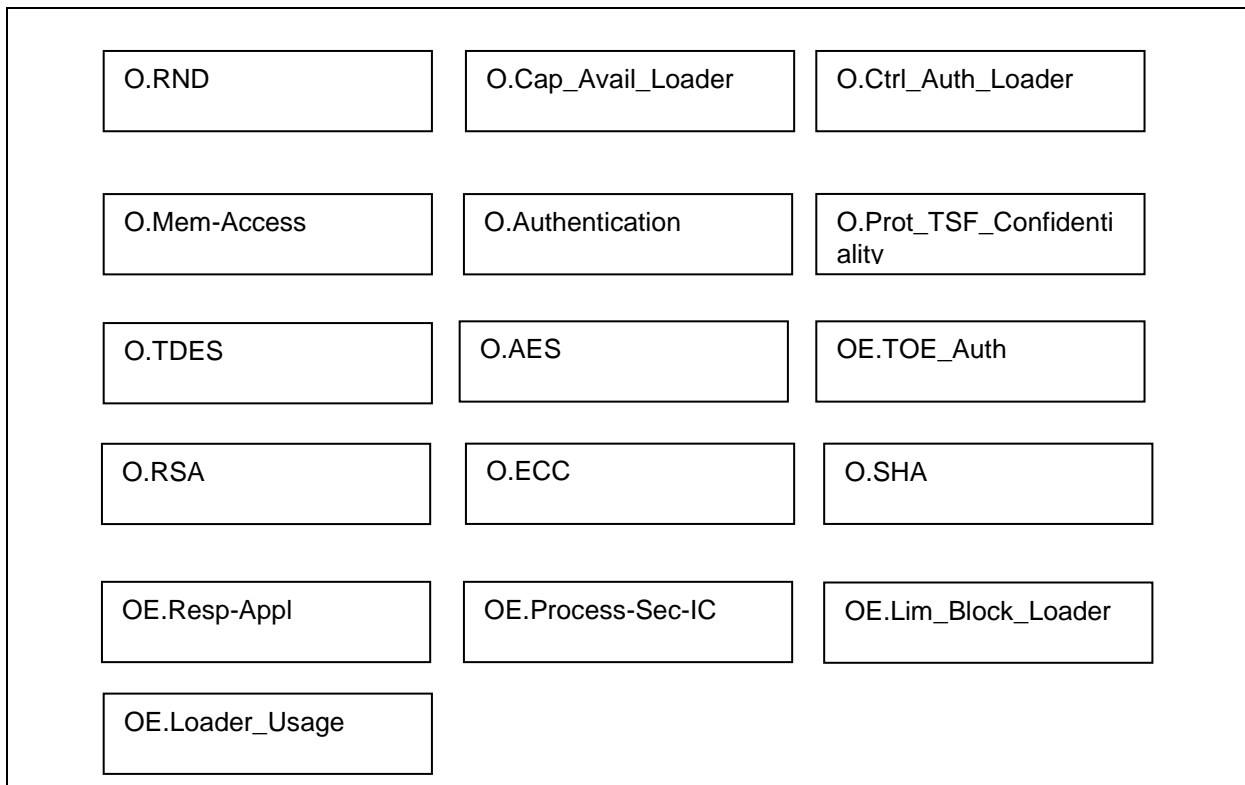 O.RND
O.Cap_Avail_Loader
O.Ctrl_Auth_Loader
O.Mem-Access
O.Authentication
O.Prot_TSF_Confidenti
ality
O.TDES
O.AES
OE.TOE_Auth
O.RSA
O.ECC
O.SHA
OE.Resp-Appl
OE.Process-Sec-IC
OE.Lim_Block_Loader
OE.Loader_Usage